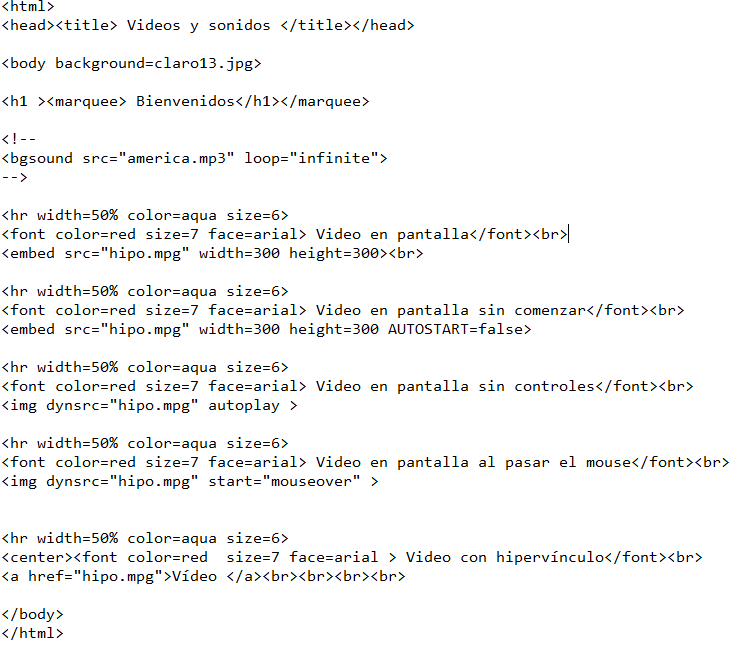 <html>
<head><title> Videos y sonidos </title></head>
<body background=claro13.jpg>
<h1 ><marquee> Bienvenidos</h1></marquee>
<!--
<bgsound src="america.mp3" loop="infinite">
-->
<hr width=50% color=aqua size=6>
<font color=red size=7 face=arial> Video en pantalla</font><br>
<embed src="hipo.mpg" width=300 height=300><br>
<hr width=50% color=aqua size=6>
<font color=red size=7 face=arial> Video en pantalla sin comenzar</font><br>
<embed src="hipo.mpg" width=300 height=300 AUTOSTART=false>
<hr width=50% color=aqua size=6>
<font color=red size=7 face=arial> Video en pantalla sin controles</font><br>
<img dynsrc="hipo.mpg" autoplay >
<hr width=50% color=aqua size=6>
<font color=red size=7 face=arial> Video en pantalla al pasar el mouse</font><br>
<img dynsrc="hipo.mpg" start="mouseover" >
<hr width=50% color=aqua size=6>
<center><font color=red  size=7 face=arial > Video con hipervínculo</font><br>
<a href="hipo.mpg">Vídeo </a><br><br><br><br>
</body>
</html>